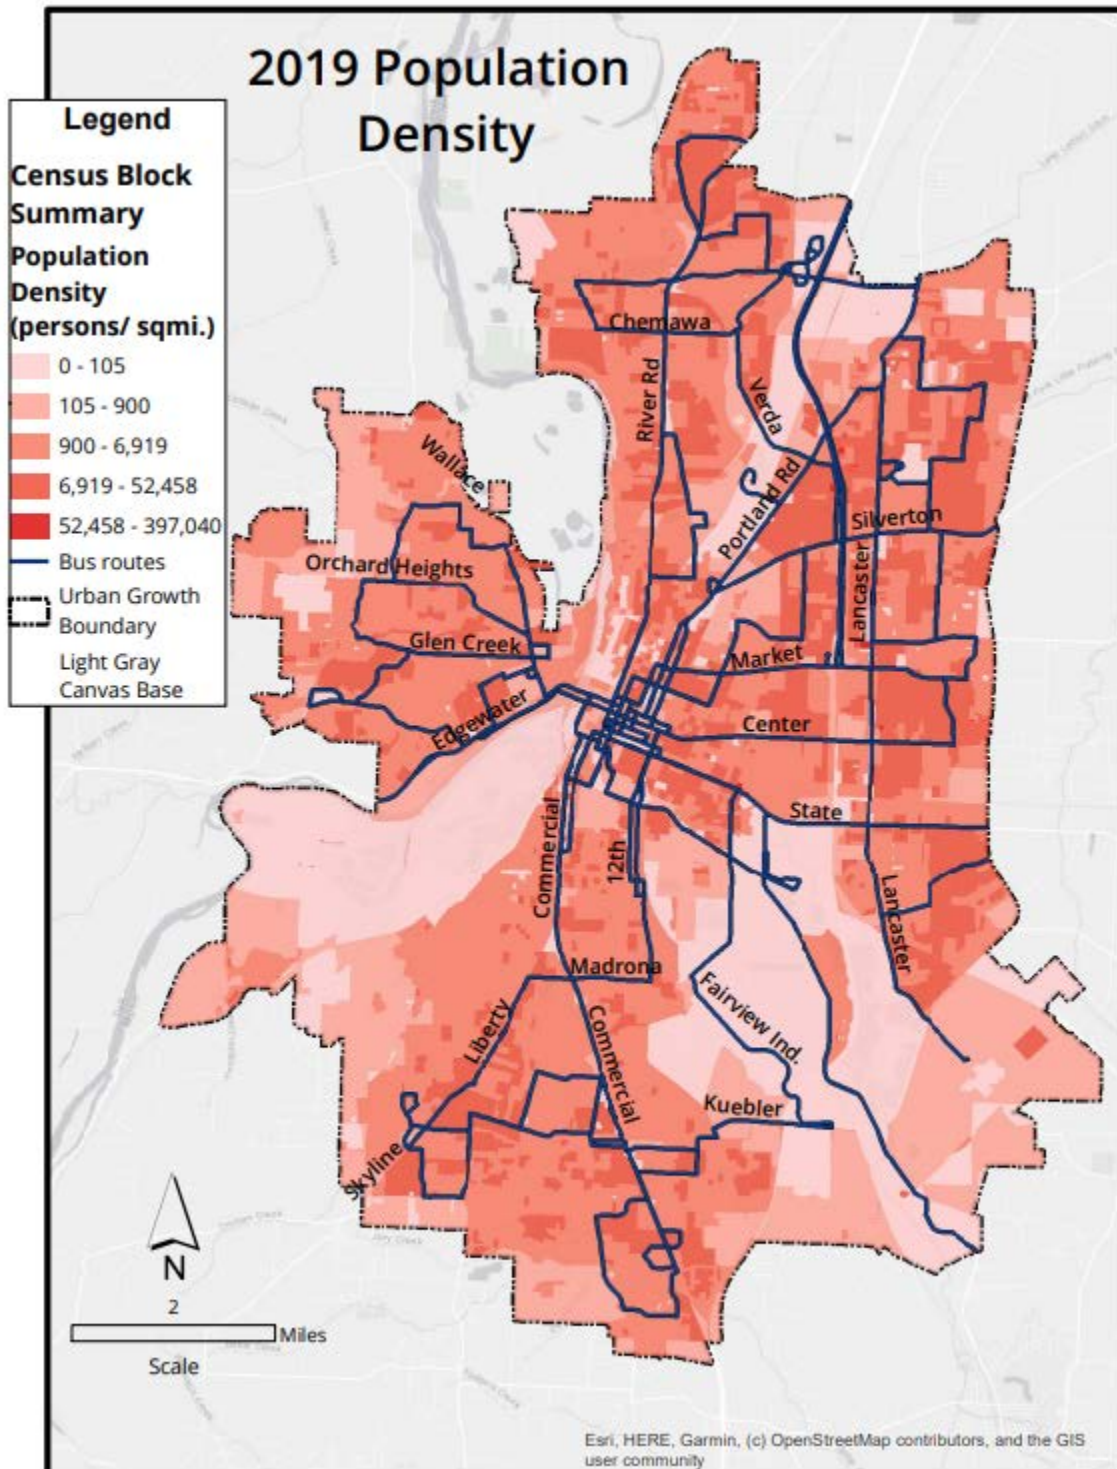 2019 Population
Density
Legend
Census Block
Summary
Population
Density
(persons/ sqmi.)
0 - 105
105 - 900
900 - 6,919
6,919 - 52,458
52,458 - 397,040
Bus routes
Urban Growth
Boundary
Light Gray
Canvas Base
Chemawa
River Rd
Verda
Wallace
Portland Rd
Silverton
Orchard Heights
Lancaster
Glen Creek
Market
Edgewater
Center
State
Commercial
12th
Lancaster
Madrona
Fairview Ind.
Liberty
Commercial
Kuebler
Skyline
N
2
Miles
Scale
Esri, HERE, Garmin, (c) OpenStreetMap contributors, and the GIS
user community